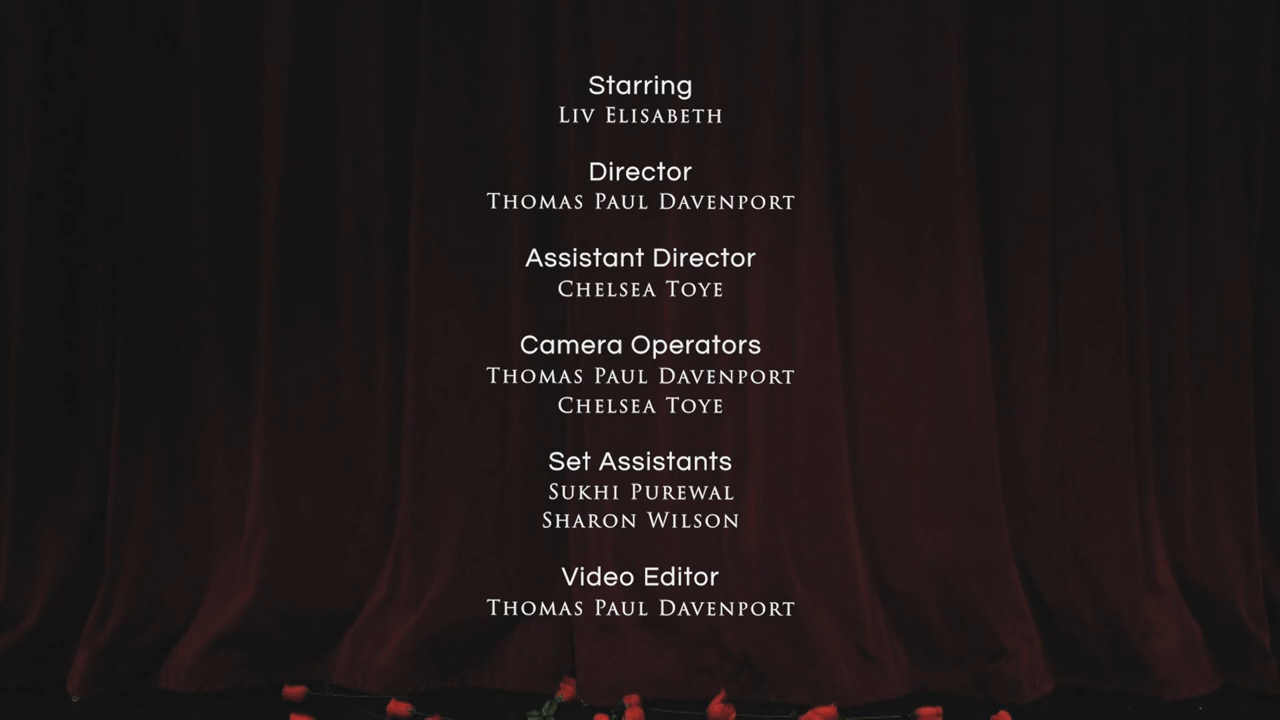 Starring
LIV ELISABETH
Director
THOMAS PAUL DAVENPORT
Assistant Director
CHELSEA TOYE
Camera Operators
THOMAS PAUL DAVENPORT
CHELSEA TOYE
Set Assistants
SUKHI PUREWAL
SHARON WILSON
Video Editor
THOMAS PAUL DAVENPORT